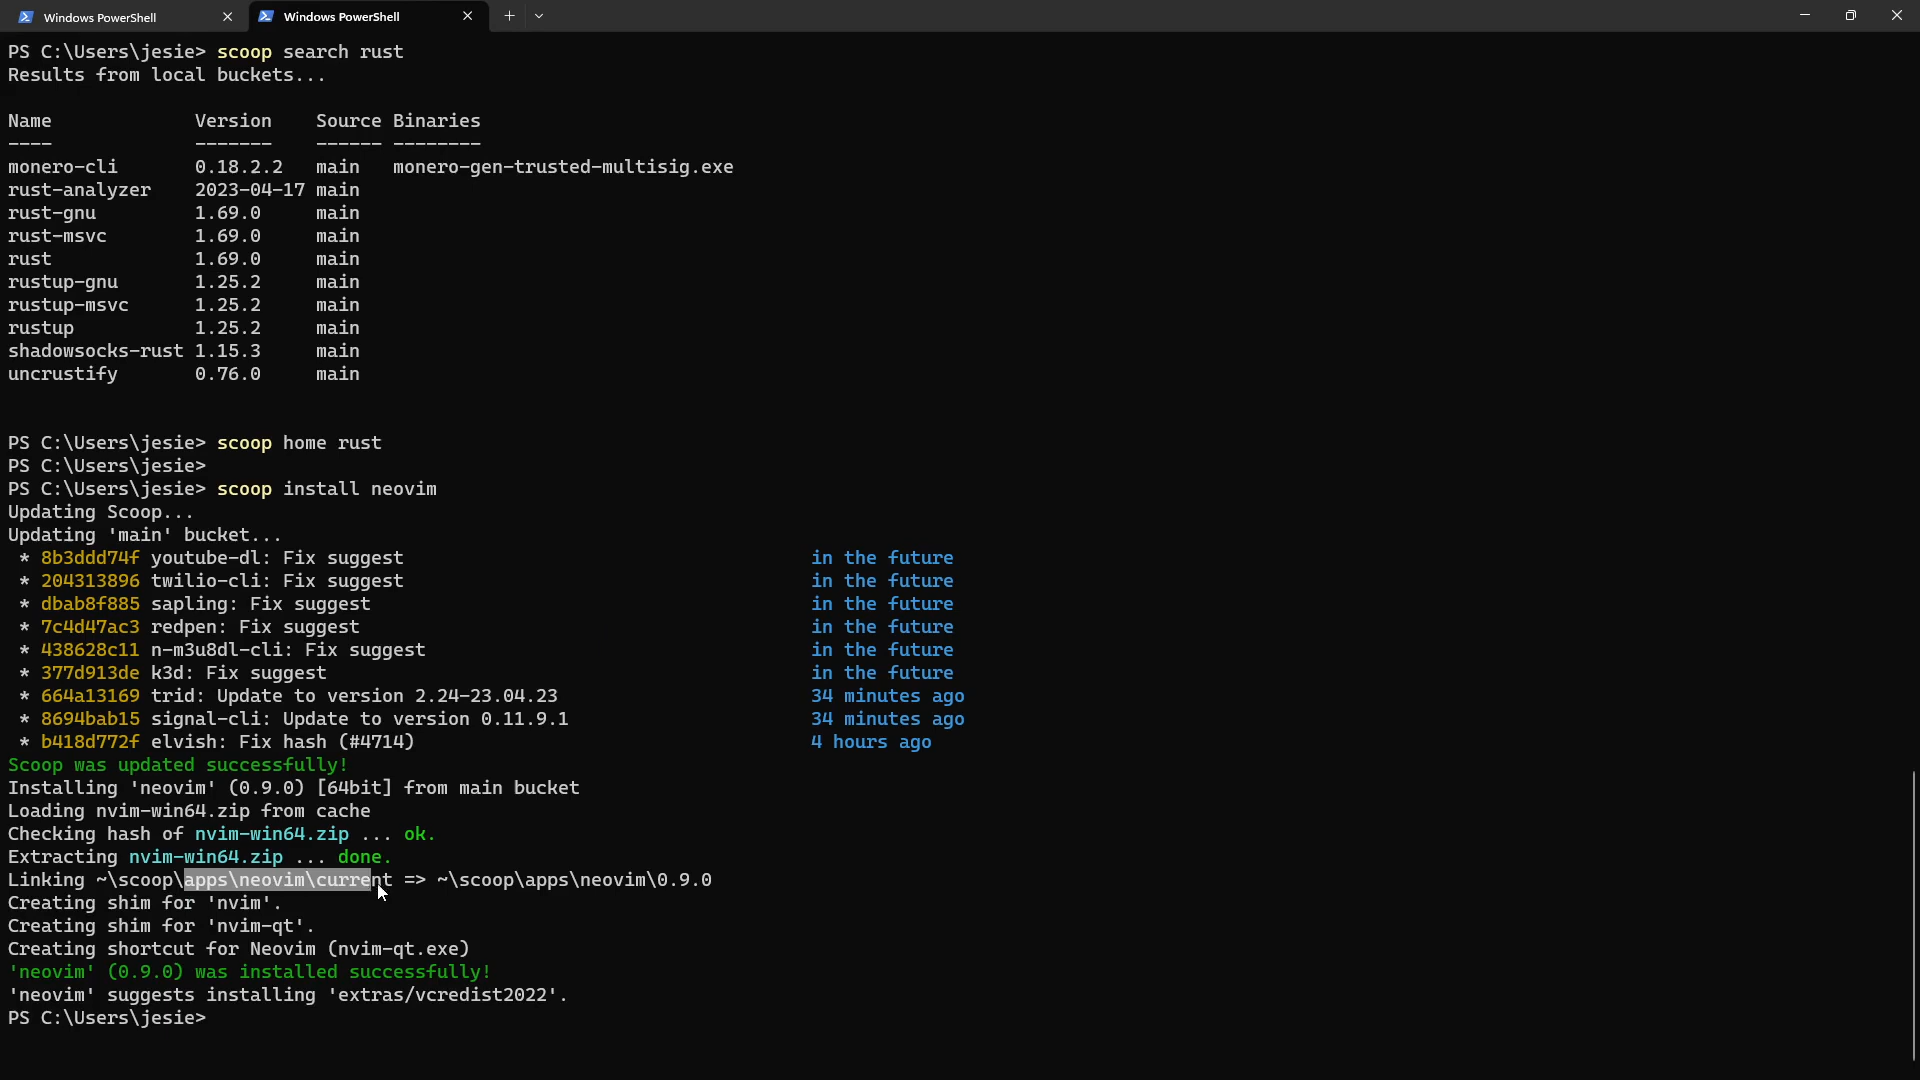 Windows PowerShell
Windows PowerShell
PS C:\Users\jesie> scoop search rust
Results from local buckets...
Name Version Source Binaries
---- ------- ------ --------
monero-cli 0.18.2.2 main monero-gen-trusted-multisig.exe
rust-analyzer 2023-04-17 main
rust-gnu 1.69.0 main
rust-msvc 1.69.0 main
rust 1.69.0 main
rustup-gnu 1.25.2 main
rustup-msvc 1.25.2 main
rustup 1.25.2 main
shadowsocks-rust 1.15.3 main
uncrustify 0.76.0 main
PS C:\Users\jesie> scoop home rust
PS C:\Users\jesie>
PS C:\Users\jesie> scoop install neovim
Updating Scoop...
Updating 'main' bucket...
* 8b3ddd74f youtube-dl: Fix suggest in the future
* 204313896 twilio-cli: Fix suggest in the future
* dbab8f885 sapling: Fix suggest in the future
* 7c4d47ac3 redpen: Fix suggest in the future
* 438628c11 n-m3u8dl-cli: Fix suggest in the future
* 377d913de k3d: Fix suggest in the future
* 664a13169 trid: Update to version 2.24-23.04.23 34 minutes ago
* 8694bab15 signal-cli: Update to version 0.11.9.1 34 minutes ago
* b418d772f elvish: Fix hash (#4714) 4 hours ago
Scoop was updated successfully!
Installing 'neovim' (0.9.0) [64bit] from main bucket
Loading nvim-win64.zip from cache
Checking hash of nvim-win64.zip ... ok.
Extracting nvim-win64.zip ... done.
Linking ~\scoop\apps\neovim\current => ~\scoop\apps\neovim\0.9.0
Creating shim for 'nvim'.
Creating shim for 'nvim-qt'.
Creating shortcut for Neovim (nvim-qt.exe)
'neovim' (0.9.0) was installed successfully!
'neovim' suggests installing 'extras/vcredist2022'.
PS C:\Users\jesie>